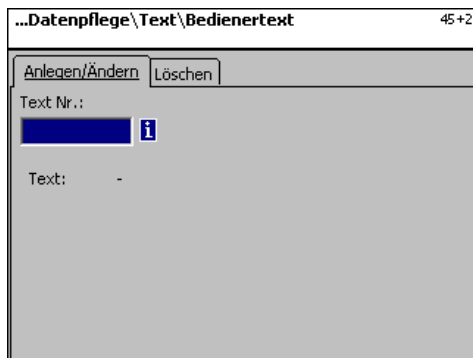 ...Datenpflege\Text\Bedienertext 45+2
Anlegen/Ändern Löschen
Text Nr.:
i
Text: -